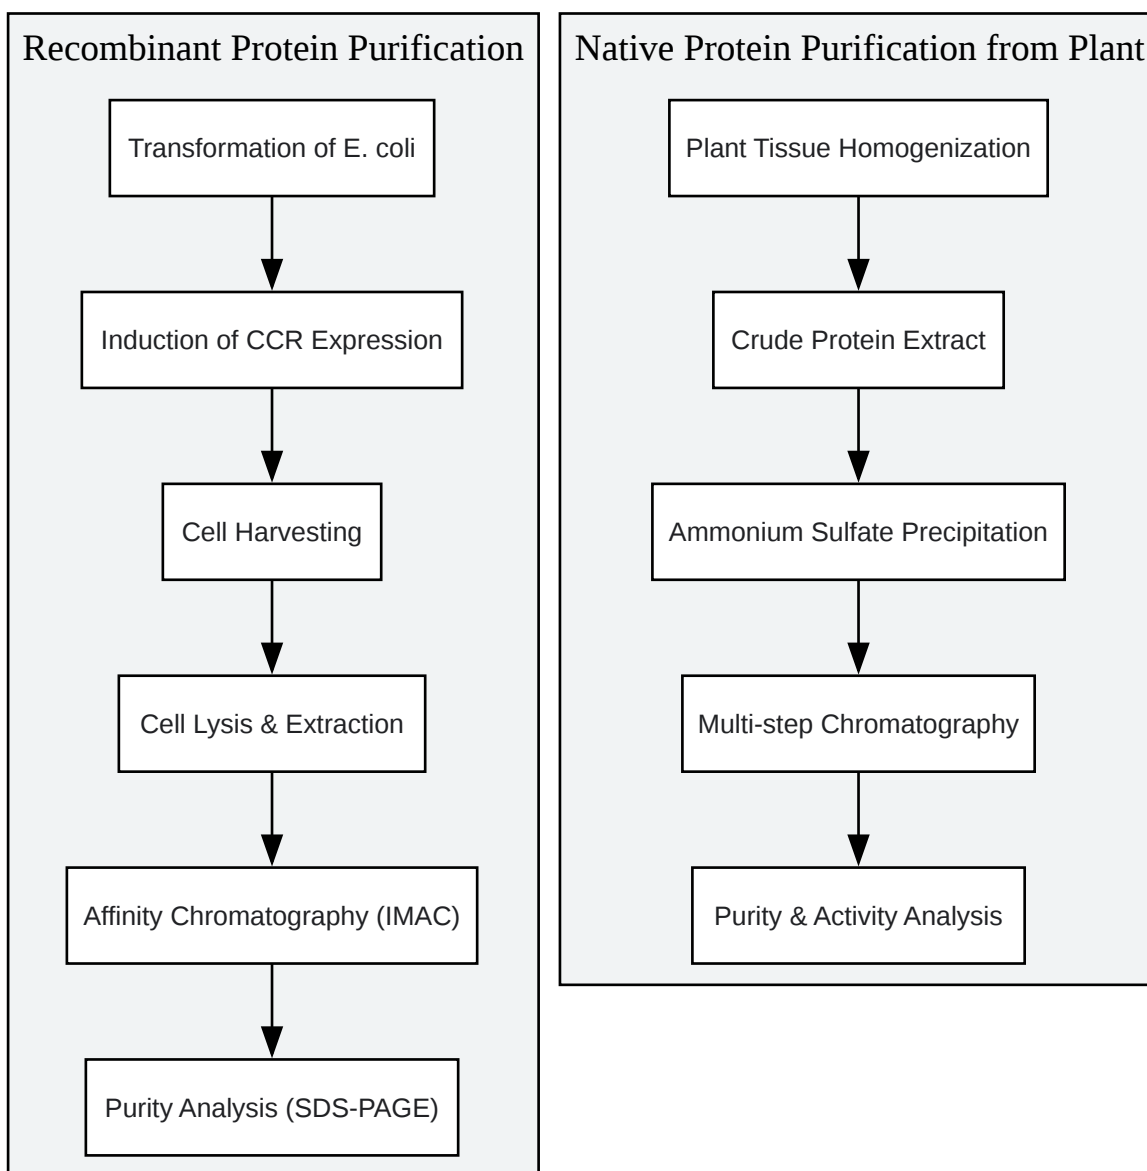 Recombinant Protein Purification
Transformation of E. coli
Induction of CCR Expression
Cell Harvesting
Cell Lysis & Extraction
Affinity Chromatography (IMAC)
Purity Analysis (SDS-PAGE)
Native Protein Purification from Plant
Plant Tissue Homogenization
Crude Protein Extract
Ammonium Sulfate Precipitation
Multi-step Chromatography
Purity & Activity Analysis